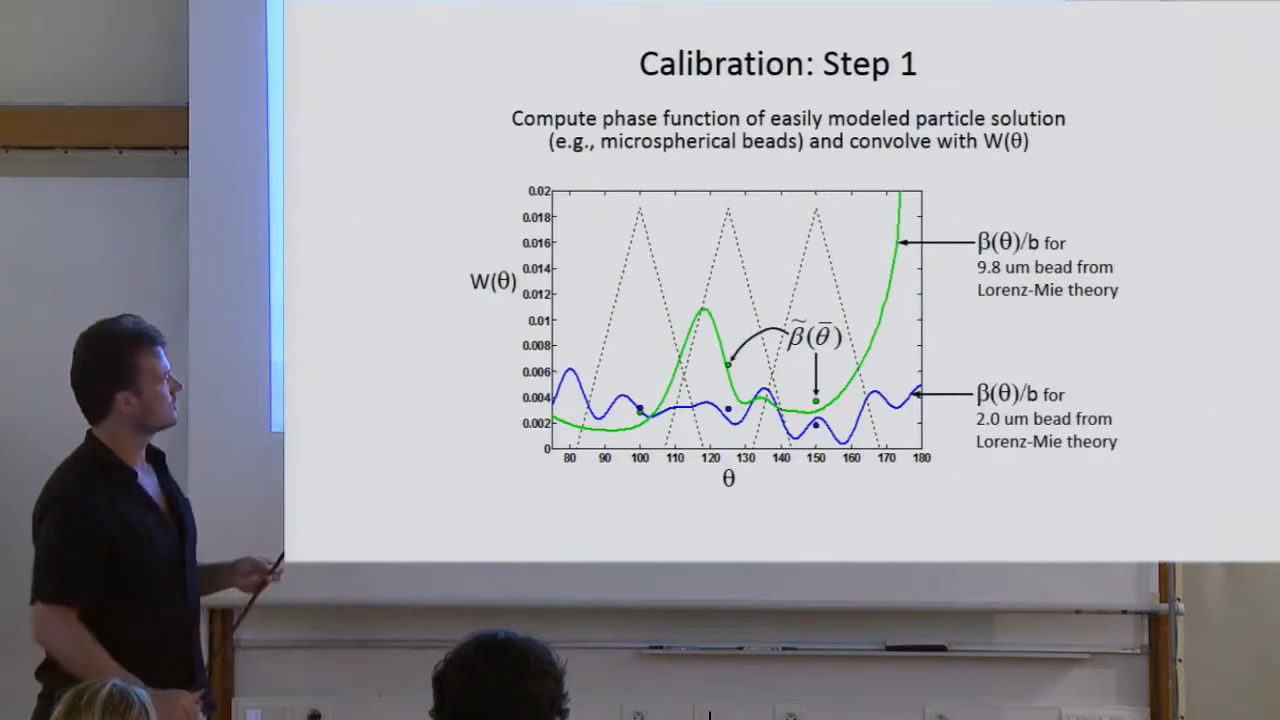 Calibration: Step 1
Compute phase function of easily modeled particle solution
(e.g., microspherical beads) and convolve with W(θ)
0.02
0.018
0.016
0.014
0.012
0.01
0.008
0.006
0.004
0.002
0
W(θ)
80 90 100 110 120 130 140 150 160 170 180
θ
β̃(θ̄)
β(θ)/b for
9.8 um bead from
Lorenz-Mie theory
β(θ)/b for
2.0 um bead from
Lorenz-Mie theory